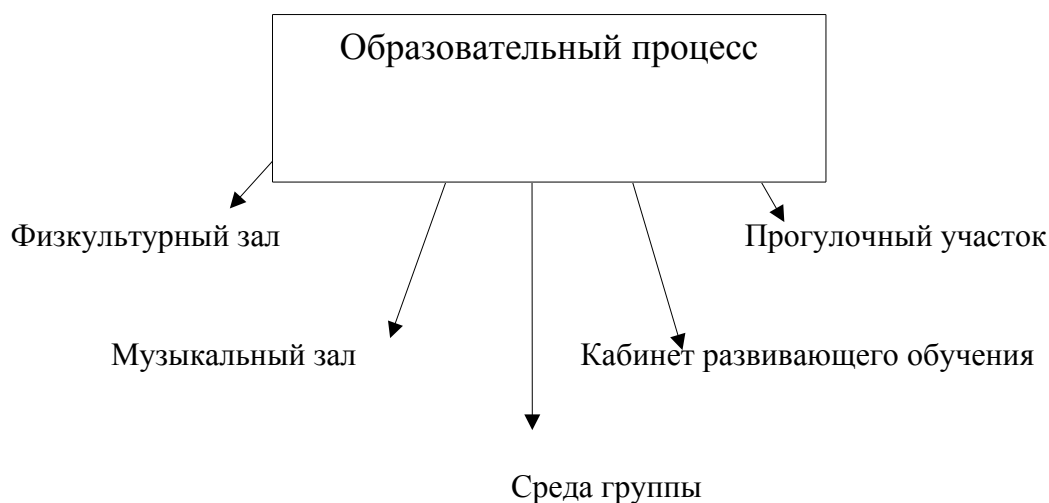 Образовательный процесс
Физкультурный зал
Прогулочный участок
Музыкальный зал
Кабинет развивающего обучения
Среда группы